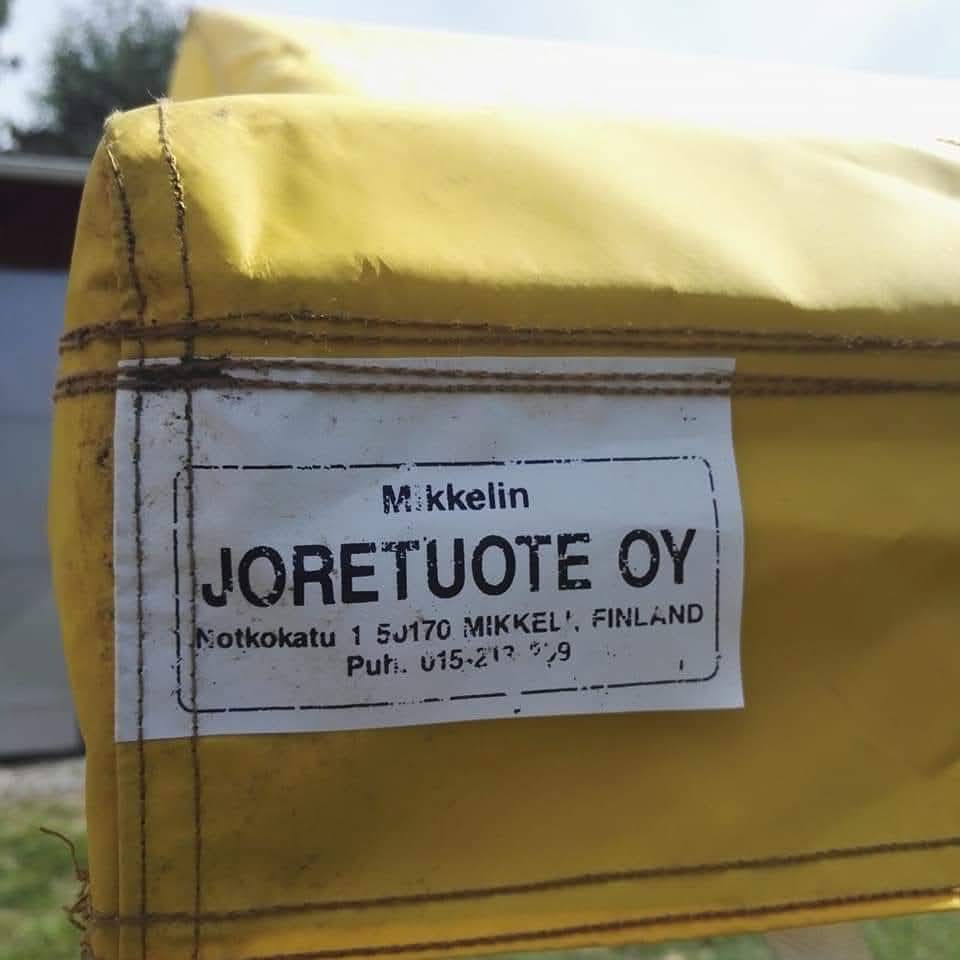 Mikkelin
JORETUOTE OY
Notkokatu 1 50170 MIKKELI, FINLAND
Puh.